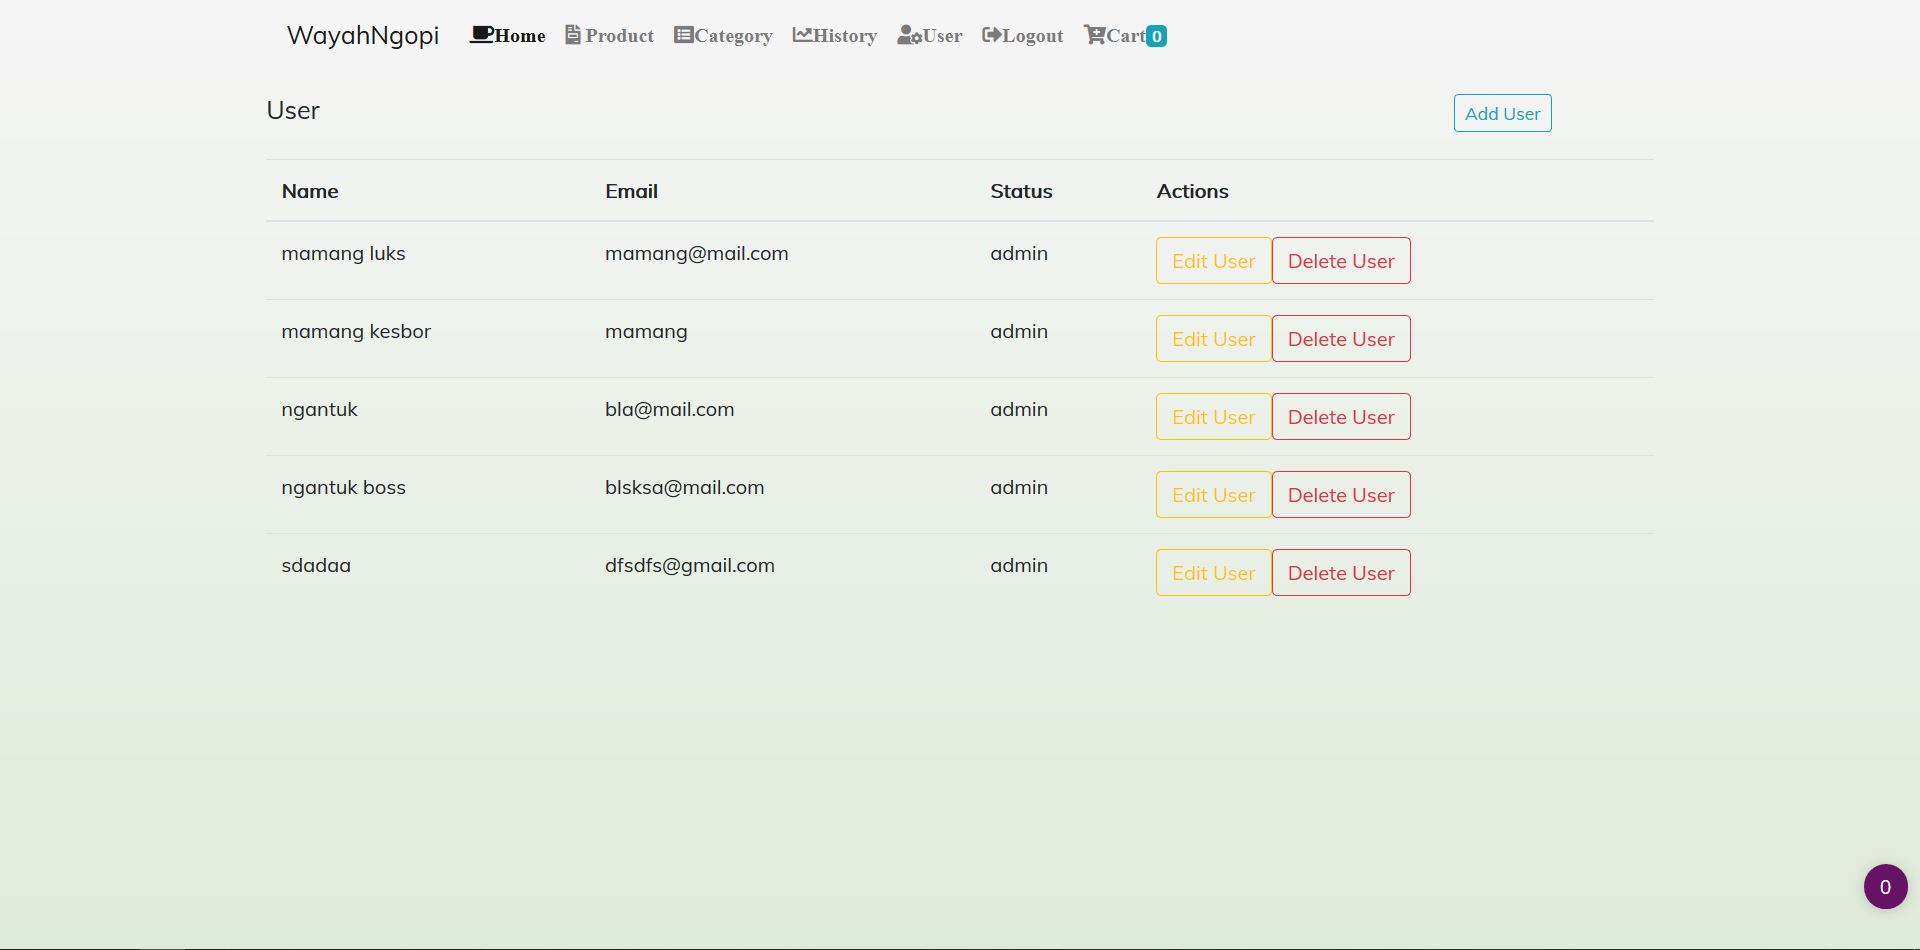 WayahNgopi Home Product Category History User Logout Cart 0
User Add User
Name Email Status Actions
mamang luks mamang@mail.com admin Edit User Delete User
mamang kesbor mamang admin Edit User Delete User
ngantuk bla@mail.com admin Edit User Delete User
ngantuk boss blsksa@mail.com admin Edit User Delete User
sdadaa dfsdfs@gmail.com admin Edit User Delete User
0